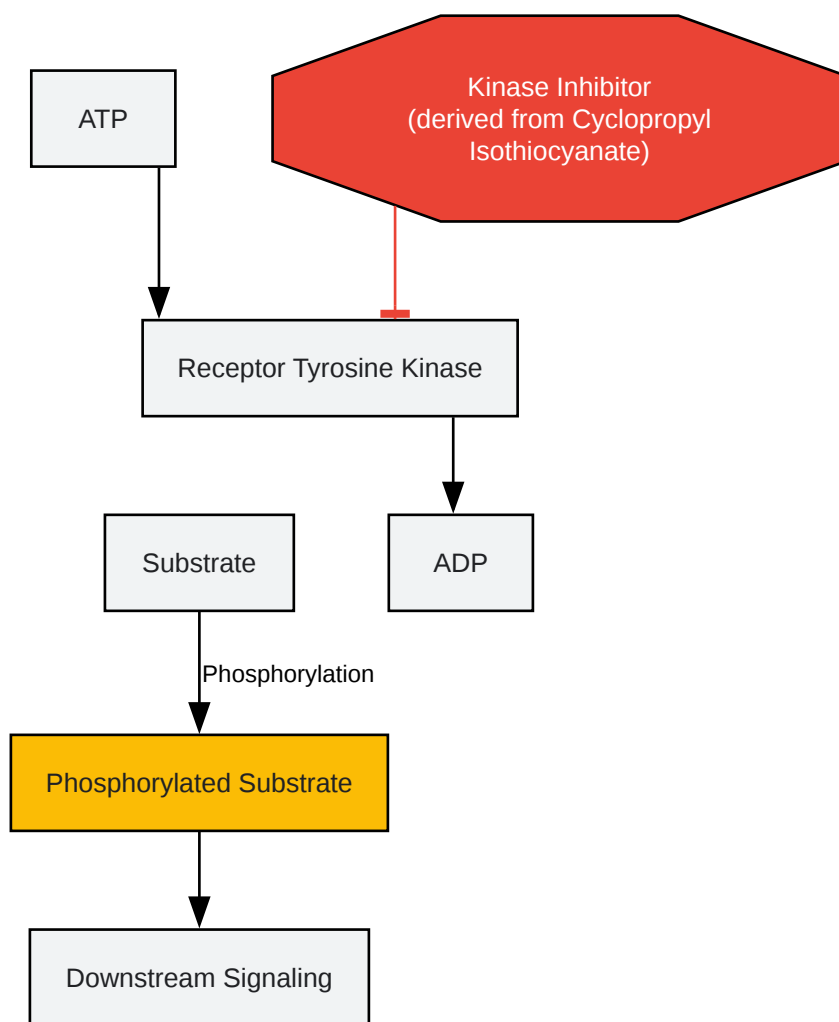 ATP
Kinase Inhibitor
(derived from Cyclopropyl
Isothiocyanate)
Receptor Tyrosine Kinase
Substrate
ADP
Phosphorylation
Phosphorylated Substrate
Downstream Signaling